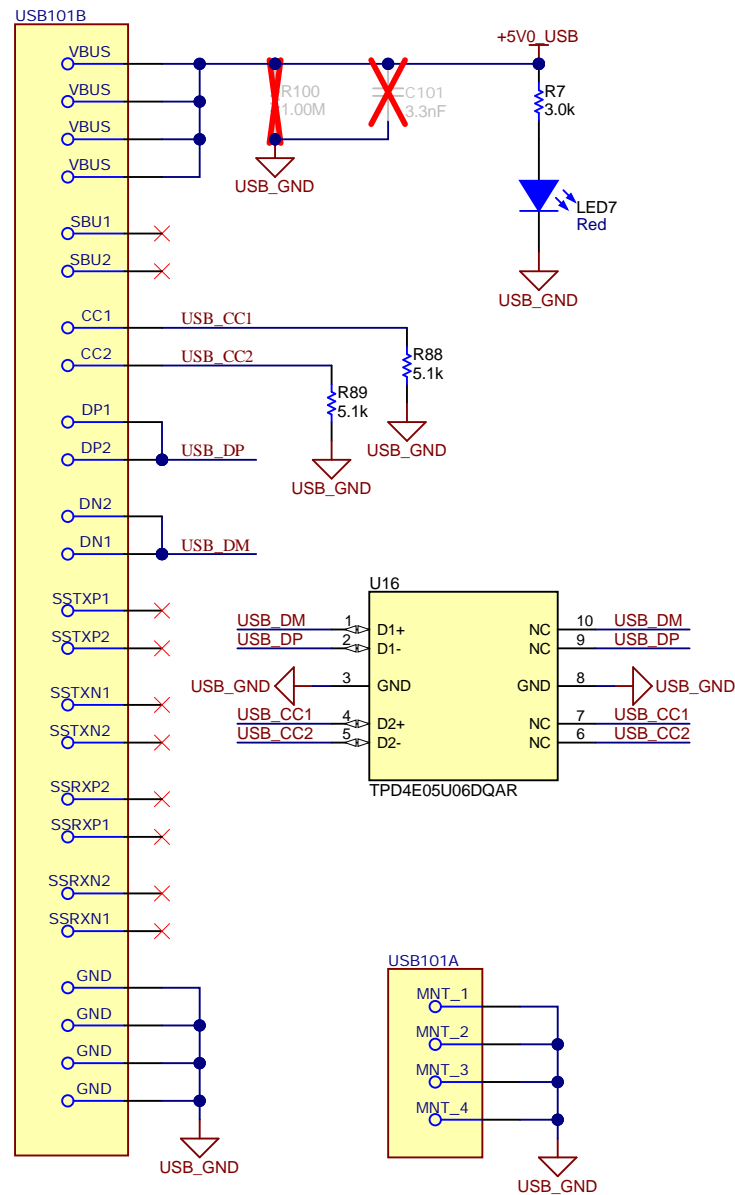 USB101B
VBUS
VBUS
VBUS
VBUS
SBU1
SBU2
CC1
CC2
DP1
DP2
DN2
DN1
SSTXP1
SSTXP2
SSTXN1
SSTXN2
SSRXP2
SSRXP1
SSRXN2
SSRXN1
GND
GND
GND
GND
USB_GND
R100
1.00M
C101
3.3nF
USB_GND
+5V0_USB
R7
3.0k
LED7
Red
USB_GND
USB_CC1
USB_CC2
R88
5.1k
USB_GND
R89
5.1k
USB_GND
USB_DP
USB_DM
U16
USB_DM 1 D1+ NC 10 USB_DM
USB_DP 2 D1- NC 9 USB_DP
USB_GND 3 GND GND 8 USB_GND
USB_CC1 4 D2+ NC 7 USB_CC1
USB_CC2 5 D2- NC 6 USB_CC2
TPD4E05U06DQAR
USB101A
MNT_1
MNT_2
MNT_3
MNT_4
USB_GND